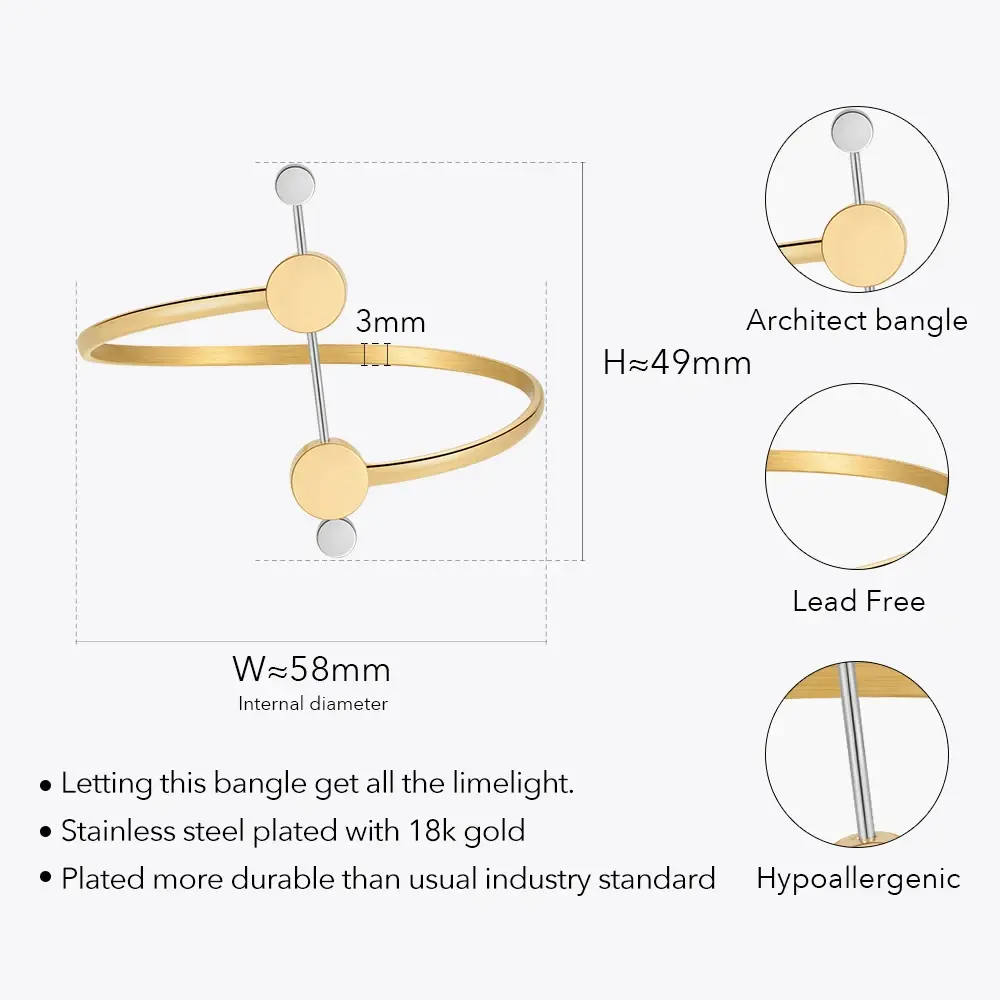 3mm
H≈49mm
W≈58mm
Internal diameter
Architect bangle
Lead Free
Hypoallergenic
• Letting this bangle get all the limelight.
• Stainless steel plated with 18k gold
• Plated more durable than usual industry standard